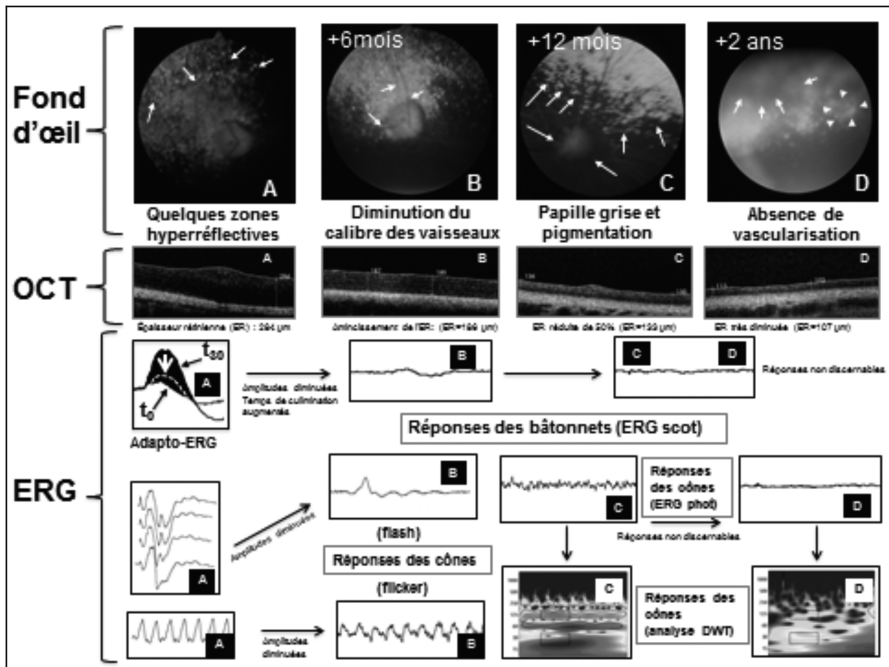 Fond
d'œil
A
+6mois
B
+12 mois
C
+2 ans
D
Quelques zones
hyperréflectives
Diminution du
calibre des vaisseaux
Papille grise et
pigmentation
Absence de
vascularisation
OCT
A
B
C
D
Epaisseur rétinienne (ER) : 284 µm
Amincissement de l'ER: (ER=186 µm)
ER réduite de 50% (ER=133 µm)
ER très diminuée (ER=107 µm)
ERG
t30
t0
A
Adapto-ERG
Amplitudes diminuées
Temps de culmination
augmentés
B
C
D
Réponses non discernables
Réponses des bâtonnets (ERG scot)
A
Amplitudes diminuées
B
(flash)
C
Réponses
des cônes
(ERG phot)
Réponses non discernables
D
Réponses des cônes
(flicker)
A
Amplitudes
diminuées
B
C
Réponses des
cônes
(analyse DWT)
D